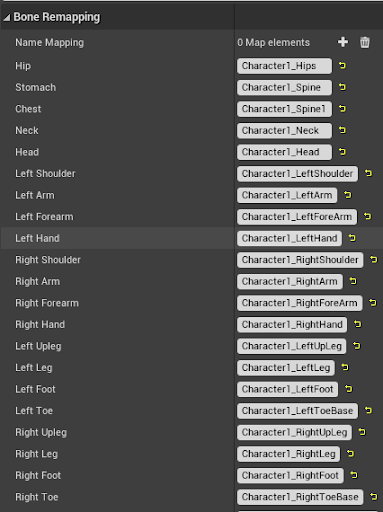 Bone Remapping
Name Mapping 0 Map elements
Hip Character1_Hips
Stomach Character1_Spine
Chest Character1_Spine1
Neck Character1_Neck
Head Character1_Head
Left Shoulder Character1_LeftShoulder
Left Arm Character1_LeftArm
Left Forearm Character1_LeftForeArm
Left Hand Character1_LeftHand
Right Shoulder Character1_RightShoulder
Right Arm Character1_RightArm
Right Forearm Character1_RightForeArm
Right Hand Character1_RightHand
Left Upleg Character1_LeftUpLeg
Left Leg Character1_LeftLeg
Left Foot Character1_LeftFoot
Left Toe Character1_LeftToeBase
Right Upleg Character1_RightUpLeg
Right Leg Character1_RightLeg
Right Foot Character1_RightFoot
Right Toe Character1_RightToeBase